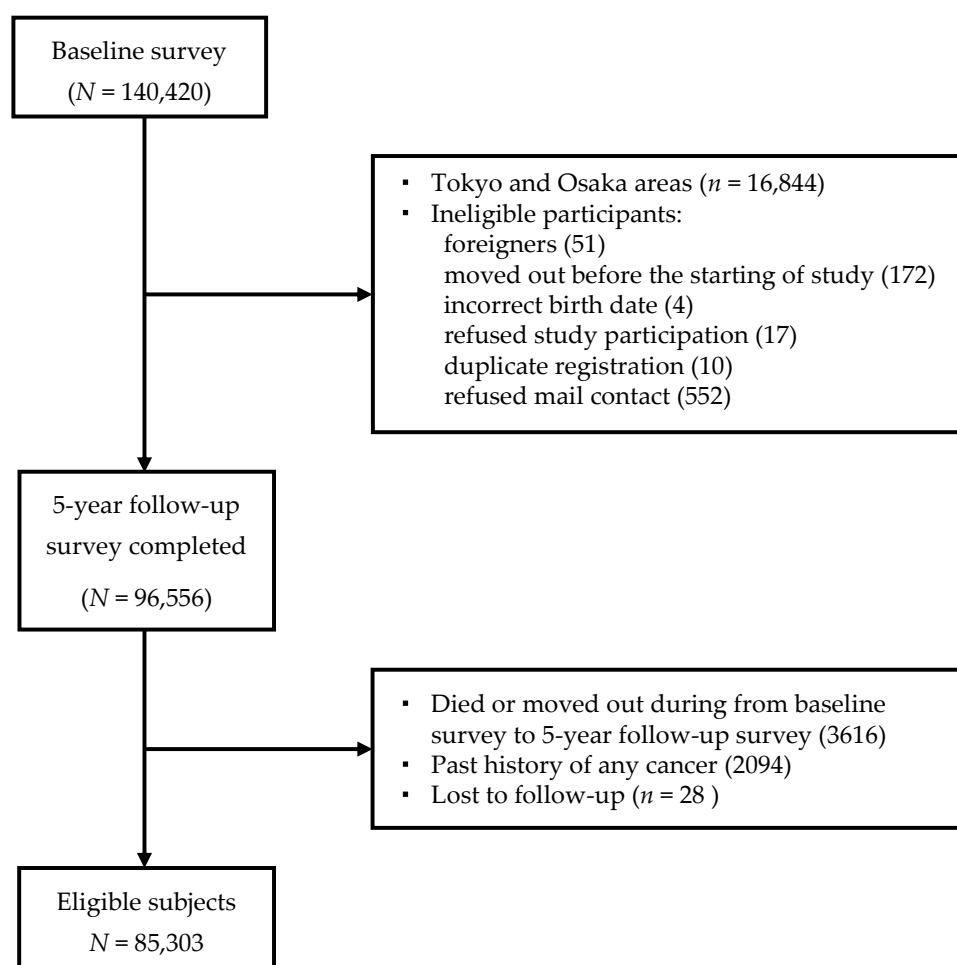 Baseline survey
(N = 140,420)
▪ Tokyo and Osaka areas (n = 16,844)
▪ Ineligible participants:
foreigners (51)
moved out before the starting of study (172)
incorrect birth date (4)
refused study participation (17)
duplicate registration (10)
refused mail contact (552)
5-year follow-up
survey completed
(N = 96,556)
▪ Died or moved out during from baseline
survey to 5-year follow-up survey (3616)
▪ Past history of any cancer (2094)
▪ Lost to follow-up (n = 28 )
Eligible subjects
N = 85,303